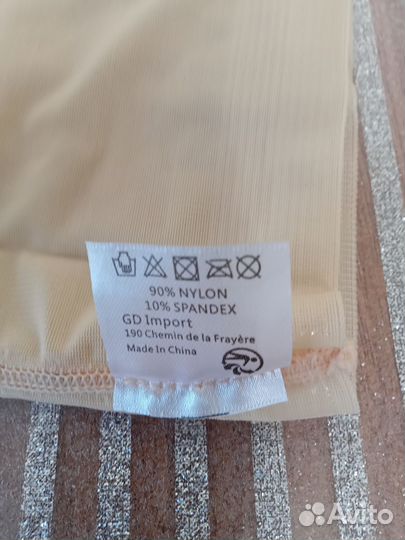 90% NYLON
10% SPANDEX
GD Import
190 Chemin de la Frayère
Made In China
Avito